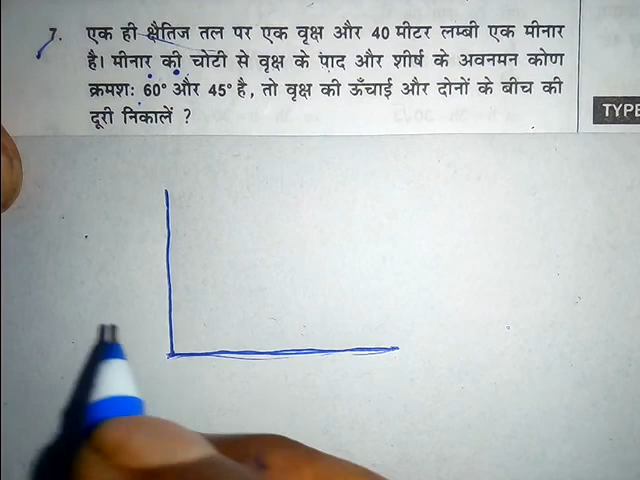 7. एक ही क्षैतिज तल पर एक वृक्ष और 40 मीटर लम्बी एक मीनार
है। मीनार की चोटी से वृक्ष के पाद और शीर्ष के अवनमन कोण
क्रमशः 60° और 45° है, तो वृक्ष की ऊँचाई और दोनों के बीच की
दूरी निकालें ?
TYPE